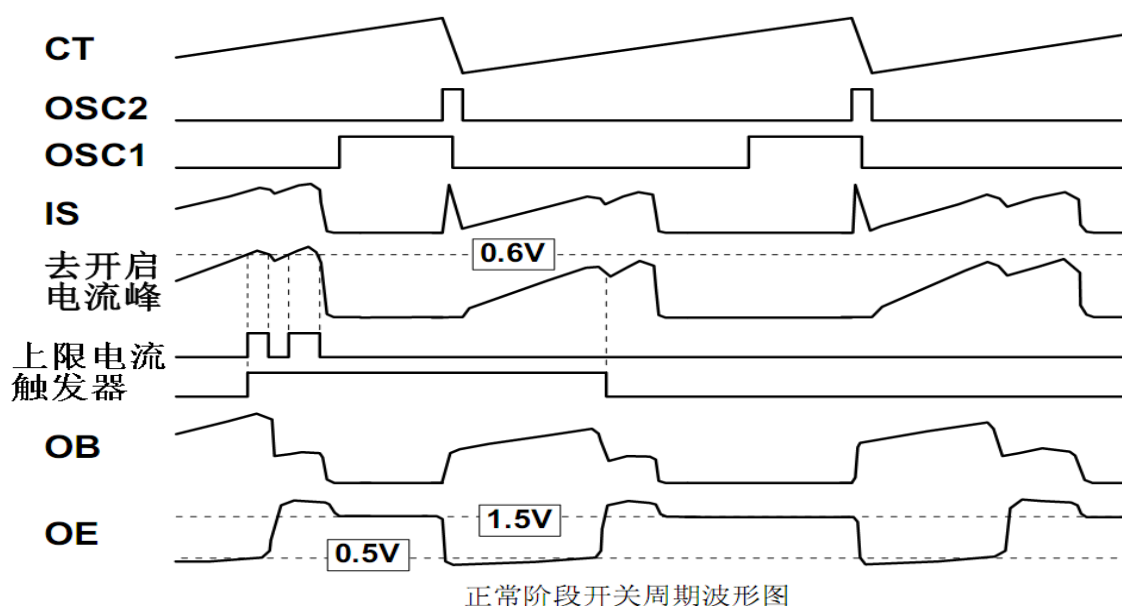 CT
OSC2
OSC1
IS
0.6V
去开启
电流峰
上限电流
触发器
OB
1.5V
OE
0.5V
正常阶段开关周期波形图